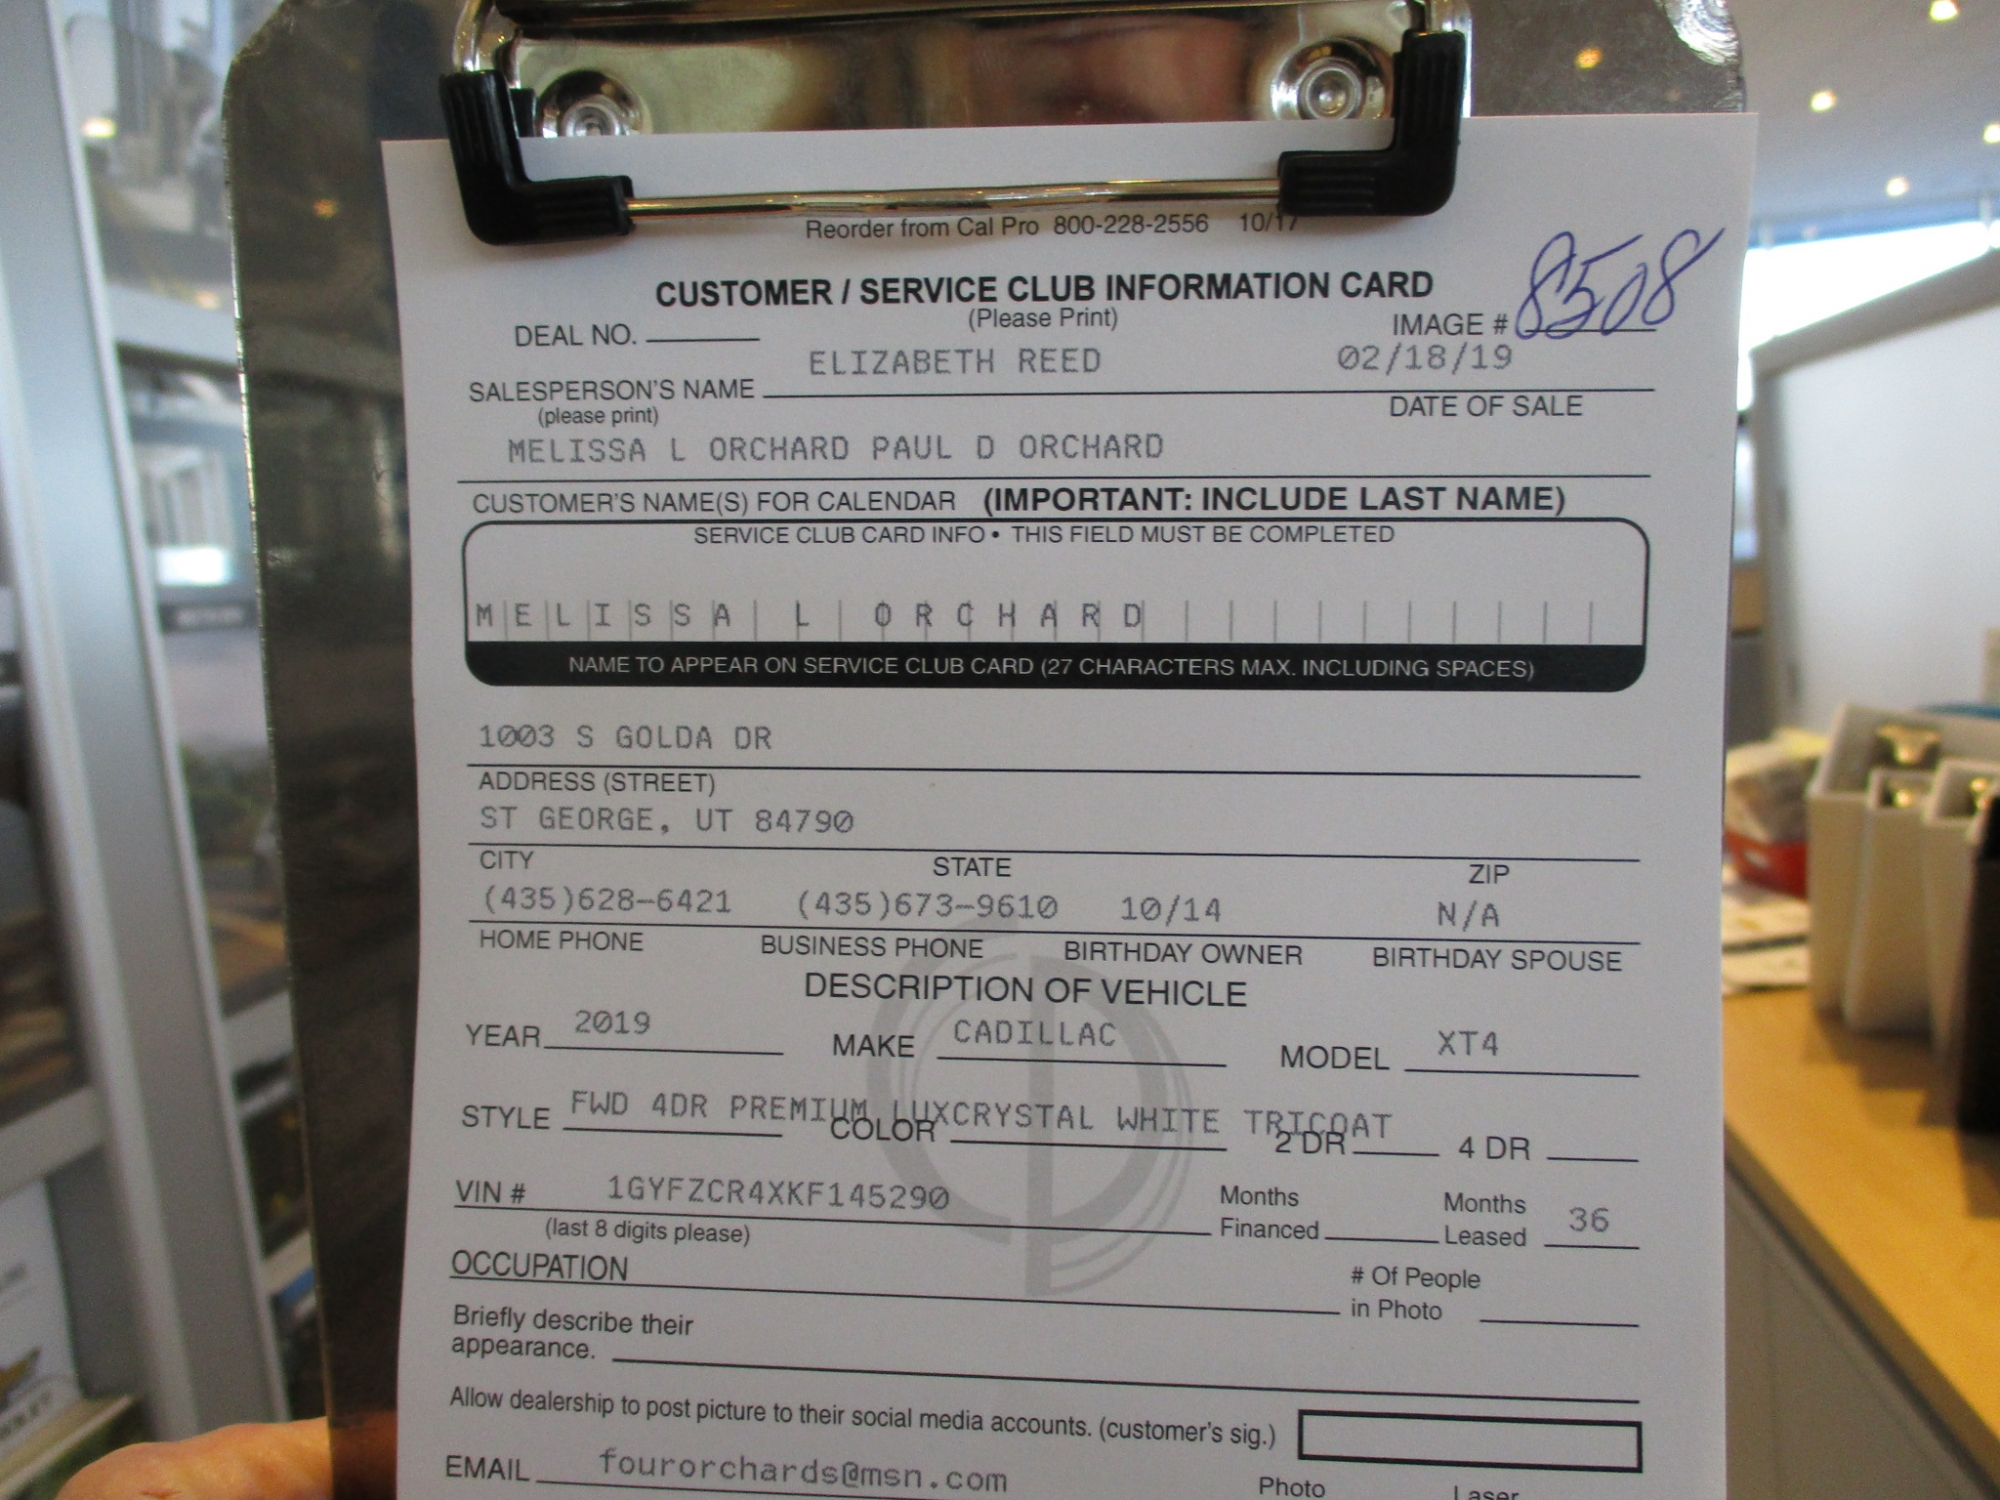 Reorder from Cal Pro 800-228-2556 10/17
CUSTOMER / SERVICE CLUB INFORMATION CARD
(Please Print)
DEAL NO. IMAGE # 8508
ELIZABETH REED 02/18/19
SALESPERSON'S NAME DATE OF SALE
(please print)
MELISSA L ORCHARD PAUL D ORCHARD
CUSTOMER'S NAME(S) FOR CALENDAR (IMPORTANT: INCLUDE LAST NAME)
SERVICE CLUB CARD INFO • THIS FIELD MUST BE COMPLETED
MELISSA L ORCHARD
NAME TO APPEAR ON SERVICE CLUB CARD (27 CHARACTERS MAX. INCLUDING SPACES)
1003 S GOLDA DR
ADDRESS (STREET)
ST GEORGE, UT 84790
CITY STATE ZIP
(435)628-6421 (435)673-9610 10/14 N/A
HOME PHONE BUSINESS PHONE BIRTHDAY OWNER BIRTHDAY SPOUSE
DESCRIPTION OF VEHICLE
YEAR 2019 MAKE CADILLAC MODEL XT4
FWD 4DR PREMIUM LUXCRYSTAL WHITE TRICOAT
STYLE COLOR 2 DR 4 DR
VIN # 1GYFZCR4XKF145290 Months Financed Months Leased 36
(last 8 digits please)
OCCUPATION # Of People in Photo
Briefly describe their
appearance.
Allow dealership to post picture to their social media accounts. (customer's sig.)
EMAIL fourorchards@msn.com
Photo Laser